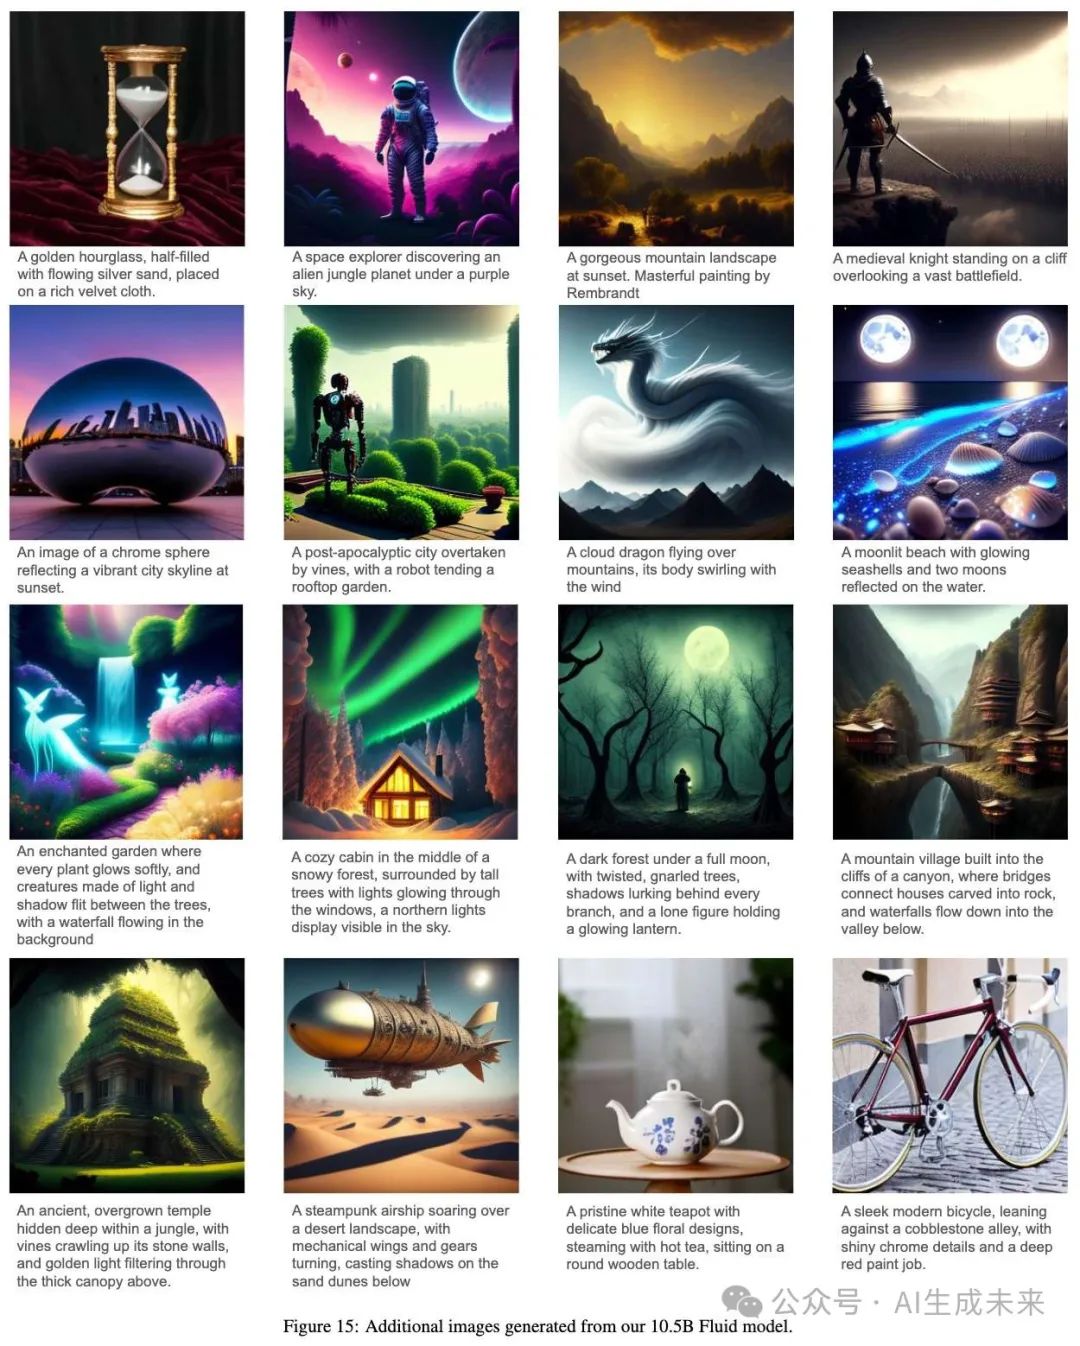 A golden hourglass, half-filled
with flowing silver sand, placed
on a rich velvet cloth.
A space explorer discovering an
alien jungle planet under a purple
sky.
A gorgeous mountain landscape
at sunset. Masterful painting by
Rembrandt
A medieval knight standing on a cliff
overlooking a vast battlefield.
An image of a chrome sphere
reflecting a vibrant city skyline at
sunset.
A post-apocalyptic city overtaken
by vines, with a robot tending a
rooftop garden.
A cloud dragon flying over
mountains, its body swirling with
the wind
A moonlit beach with glowing
seashells and two moons
reflected on the water.
An enchanted garden where
every plant glows softly, and
creatures made of light and
shadow flit between the trees,
with a waterfall flowing in the
background
A cozy cabin in the middle of a
snowy forest, surrounded by tall
trees with lights glowing through
the windows, a northern lights
display visible in the sky.
A dark forest under a full moon,
with twisted, gnarled trees,
shadows lurking behind every
branch, and a lone figure holding
a glowing lantern.
A mountain village built into the
cliffs of a canyon, where bridges
connect houses carved into rock,
and waterfalls flow down into the
valley below.
An ancient, overgrown temple
hidden deep within a jungle, with
vines crawling up its stone walls,
and golden light filtering through
the thick canopy above.
A steampunk airship soaring over
a desert landscape, with
mechanical wings and gears
turning, casting shadows on the
sand dunes below
A pristine white teapot with
delicate blue floral designs,
steaming with hot tea, sitting on a
round wooden table.
A sleek modern bicycle, leaning
against a cobblestone alley, with
shiny chrome details and a deep
red paint job.
公众号 · AI生成未来
Figure 15: Additional images generated from our 10.5B Fluid model.